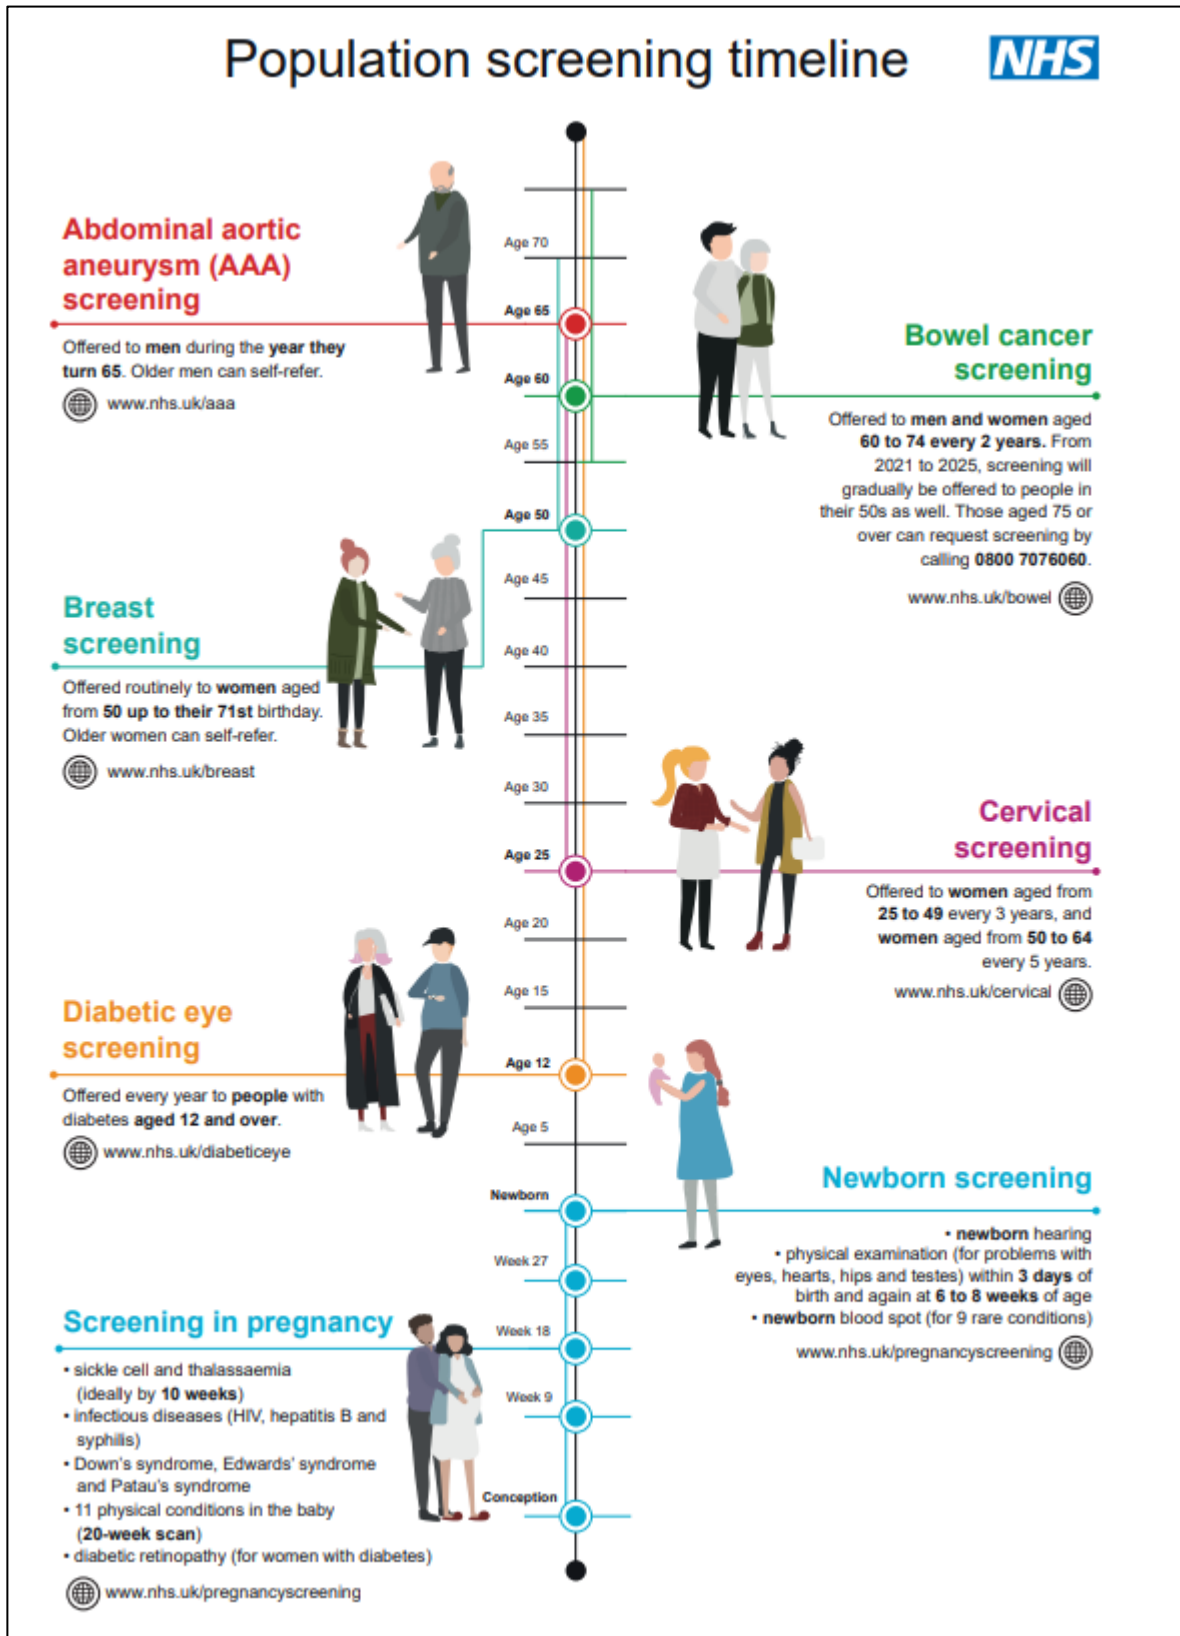 Population screening timeline
NHS
Abdominal aortic
aneurysm (AAA)
screening
Offered to men during the year they
turn 65. Older men can self-refer.
www.nhs.uk/aaa
Breast
screening
Offered routinely to women aged
from 50 up to their 71st birthday.
Older women can self-refer.
www.nhs.uk/breast
Diabetic eye
screening
Offered every year to people with
diabetes aged 12 and over.
www.nhs.uk/diabeticeye
Screening in pregnancy
• sickle cell and thalassaemia
(ideally by 10 weeks)
• infectious diseases (HIV, hepatitis B and
syphilis)
• Down's syndrome, Edwards' syndrome
and Patau's syndrome
• 11 physical conditions in the baby
(20-week scan)
• diabetic retinopathy (for women with diabetes)
www.nhs.uk/pregnancyscreening
Age 70
Age 65
Age 60
Age 55
Age 50
Age 45
Age 40
Age 35
Age 30
Age 25
Age 20
Age 15
Age 12
Age 5
Newborn
Week 27
Week 18
Week 9
Conception
Bowel cancer
screening
Offered to men and women aged
60 to 74 every 2 years. From
2021 to 2025, screening will
gradually be offered to people in
their 50s as well. Those aged 75 or
over can request screening by
calling 0800 7076060.
www.nhs.uk/bowel
Cervical
screening
Offered to women aged from
25 to 49 every 3 years, and
women aged from 50 to 64
every 5 years.
www.nhs.uk/cervical
Newborn screening
• newborn hearing
• physical examination (for problems with
eyes, hearts, hips and testes) within 3 days of
birth and again at 6 to 8 weeks of age
• newborn blood spot (for 9 rare conditions)
www.nhs.uk/pregnancyscreening